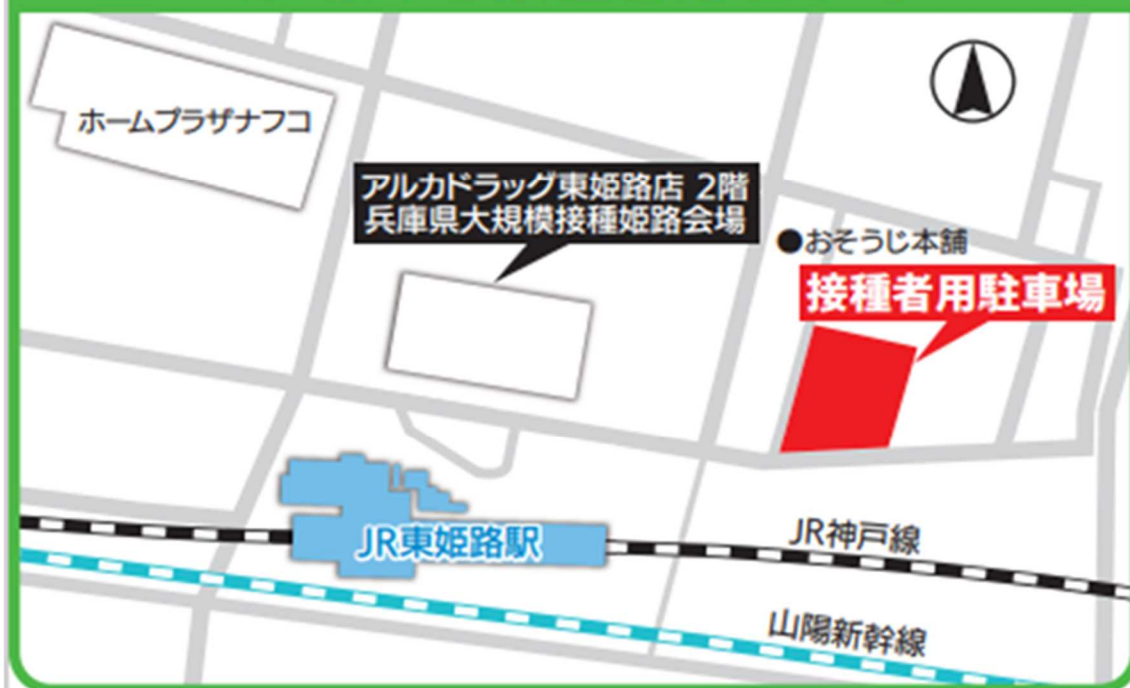 ホームプラザナフコ
アルカドラッグ東姫路店 2階
兵庫県大規模接種姫路会場
●おそうじ本舗
接種者用駐車場
JR東姫路駅
JR神戸線
山陽新幹線